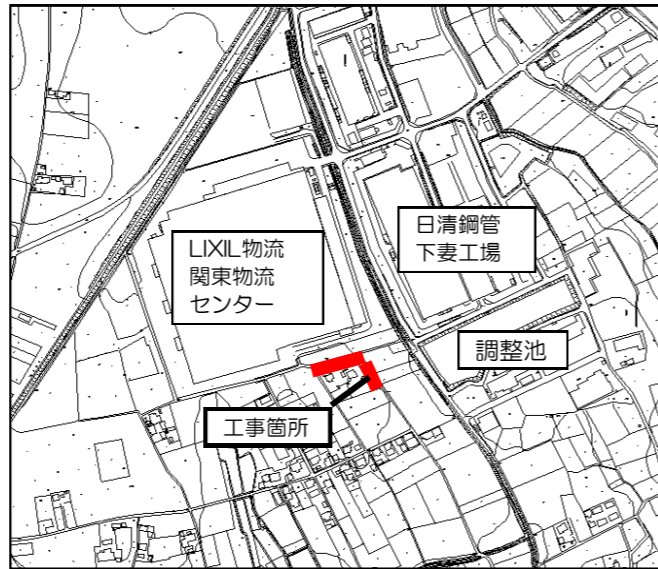 LIXIL物流
関東物流
センター
日清鋼管
下妻工場
調整池
工事箇所